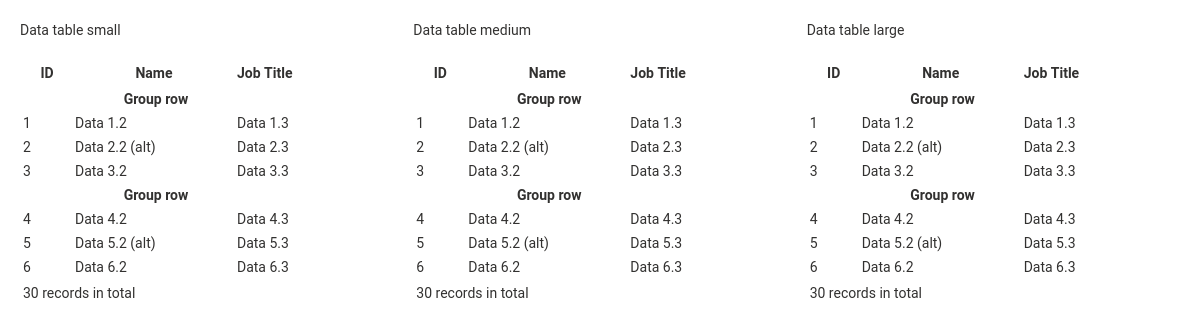 Data table small
ID Name Job Title
Group row
1 Data 1.2 Data 1.3
2 Data 2.2 (alt) Data 2.3
3 Data 3.2 Data 3.3
Group row
4 Data 4.2 Data 4.3
5 Data 5.2 (alt) Data 5.3
6 Data 6.2 Data 6.3
30 records in total
Data table medium
ID Name Job Title
Group row
1 Data 1.2 Data 1.3
2 Data 2.2 (alt) Data 2.3
3 Data 3.2 Data 3.3
Group row
4 Data 4.2 Data 4.3
5 Data 5.2 (alt) Data 5.3
6 Data 6.2 Data 6.3
30 records in total
Data table large
ID Name Job Title
Group row
1 Data 1.2 Data 1.3
2 Data 2.2 (alt) Data 2.3
3 Data 3.2 Data 3.3
Group row
4 Data 4.2 Data 4.3
5 Data 5.2 (alt) Data 5.3
6 Data 6.2 Data 6.3
30 records in total